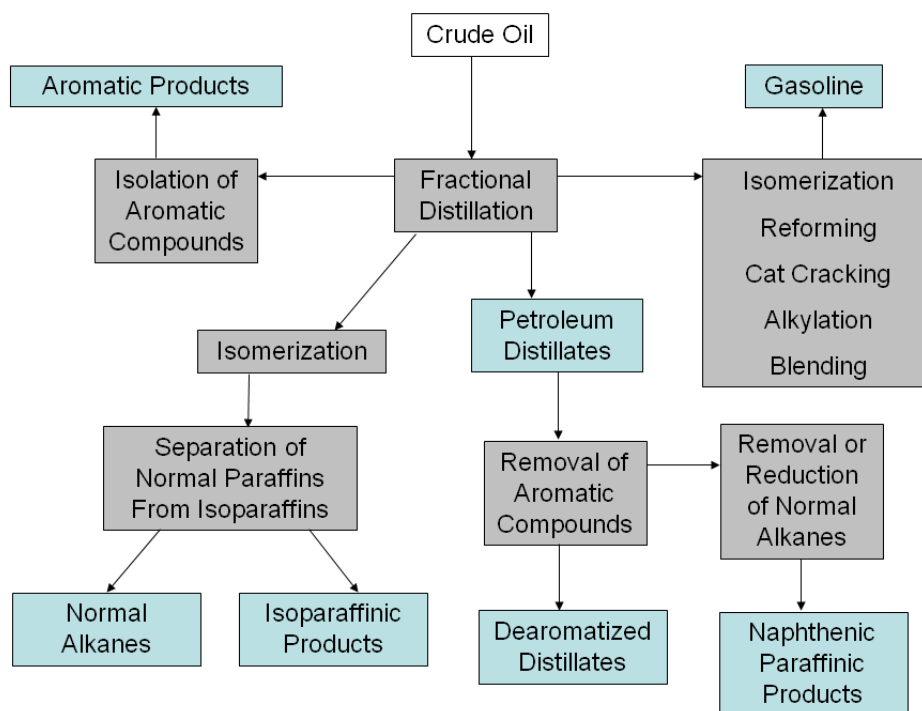 Crude Oil
Aromatic Products
Gasoline
Isolation of
Aromatic
Compounds
Fractional
Distillation
Isomerization
Reforming
Cat Cracking
Alkylation
Blending
Isomerization
Petroleum
Distillates
Separation of
Normal Paraffins
From Isoparaffins
Removal of
Aromatic
Compounds
Removal or
Reduction
of Normal
Alkanes
Normal
Alkanes
Isoparaffinic
Products
Dearomatized
Distillates
Naphthenic
Paraffinic
Products